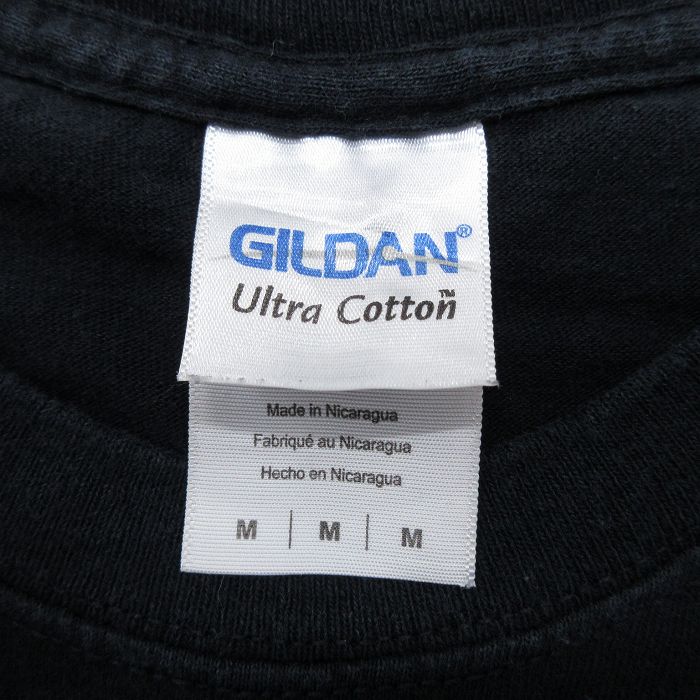 GILDAN®
Ultra Cotton™
Made in Nicaragua
Fabriqué au Nicaragua
Hecho en Nicaragua
M | M | M